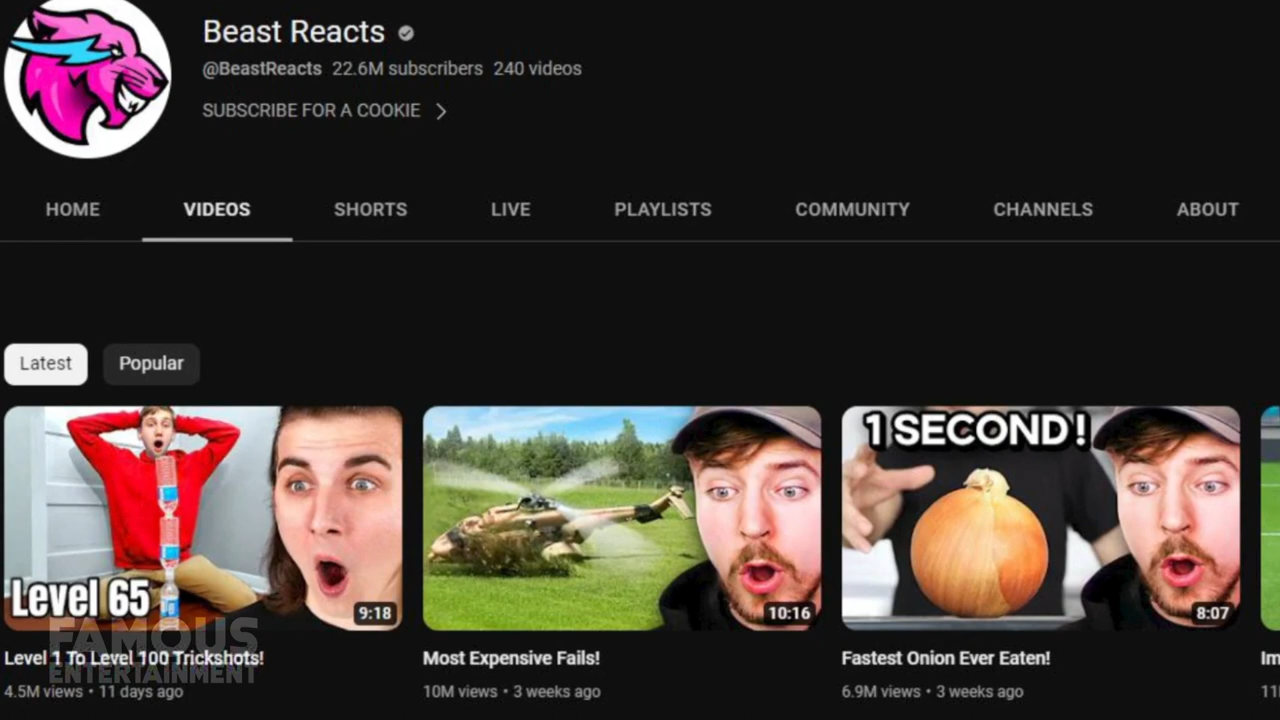 Beast Reacts
@BeastReacts 22.6M subscribers 240 videos
SUBSCRIBE FOR A COOKIE
HOME VIDEOS SHORTS LIVE PLAYLISTS COMMUNITY CHANNELS ABOUT
Latest Popular
1 SECOND!
Level 65
9:18 10:16 8:07
FAMOUS
ENTERTAINMENT
Level 1 To Level 100 Trickshots! Most Expensive Fails! Fastest Onion Ever Eaten! Im
4.5M views • 11 days ago 10M views • 3 weeks ago 6.9M views • 3 weeks ago